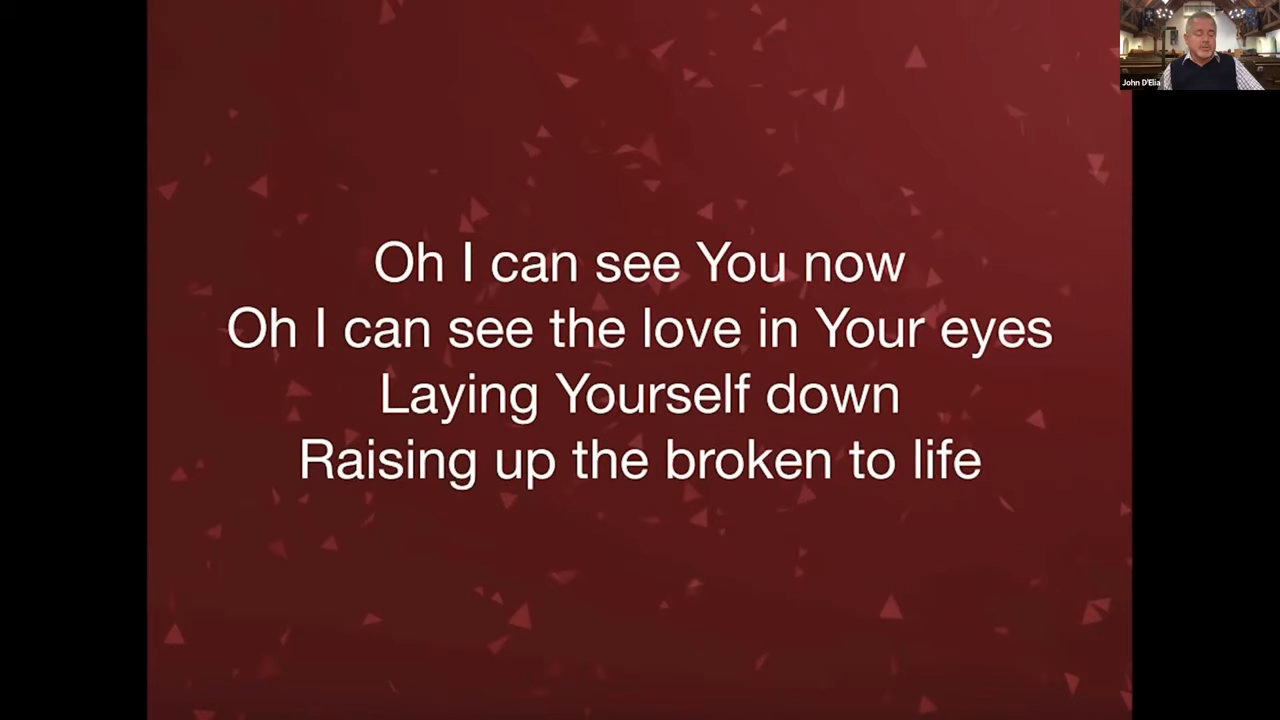 Oh I can see You now
Oh I can see the love in Your eyes
Laying Yourself down
Raising up the broken to life
John D'Elia